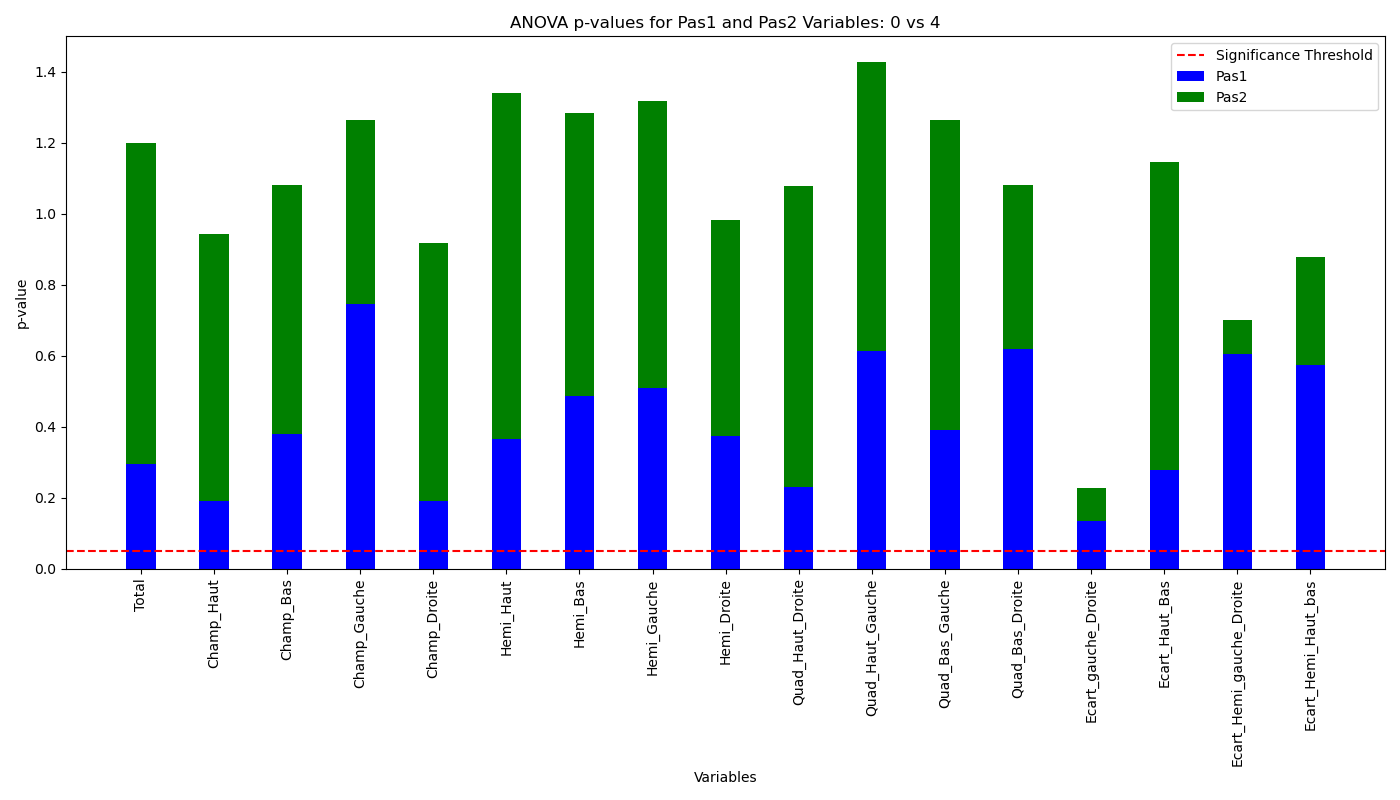 ANOVA p-values for Pas1 and Pas2 Variables: 0 vs 4
Significance Threshold
Pas1
Pas2
p-value
1.4
1.2
1.0
0.8
0.6
0.4
0.2
0.0
Total
Champ_Haut
Champ_Bas
Champ_Gauche
Champ_Droite
Hemi_Haut
Hemi_Bas
Hemi_Gauche
Hemi_Droite
Quad_Haut_Droite
Quad_Haut_Gauche
Quad_Bas_Gauche
Quad_Bas_Droite
Ecart_gauche_Droite
Ecart_Haut_Bas
Ecart_Hemi_gauche_Droite
Ecart_Hemi_Haut_bas
Variables